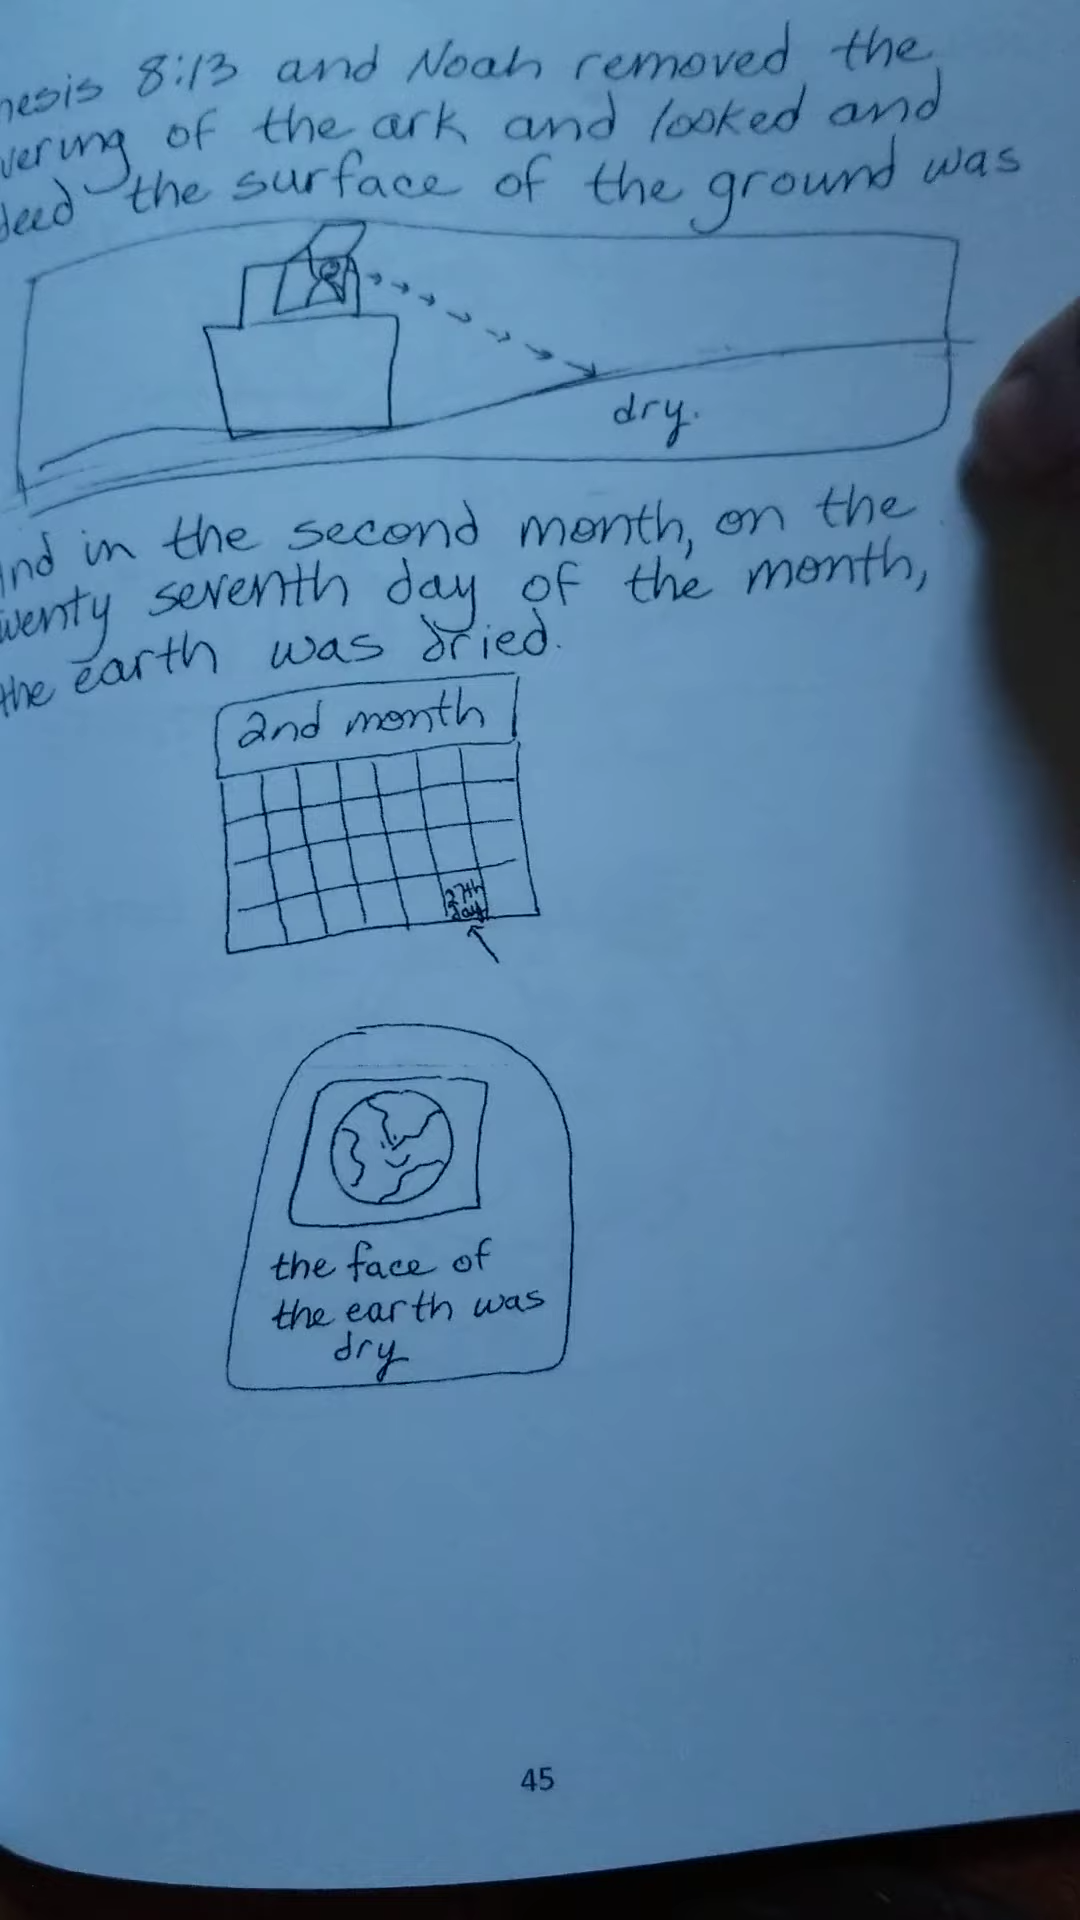 nesis 8:13 and Noah removed the
vering of the ark and looked and
deed the surface of the ground was
dry.
And in the second month, on the
wenty seventh day of the month,
the earth was dried.
2nd month
27th
day
the face of
the earth was
dry
45